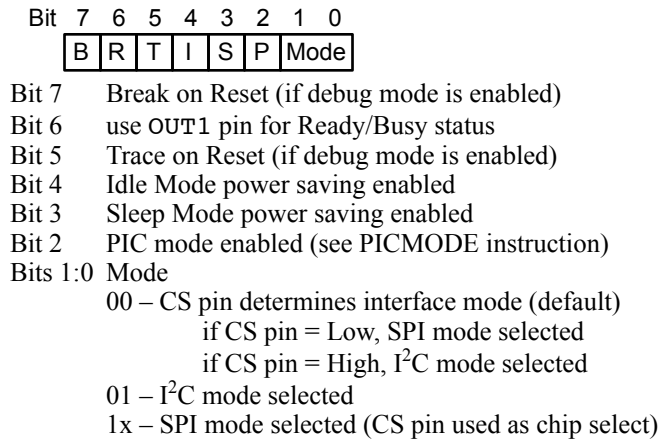 Bit 7 6 5 4 3 2 1 0
B R T I S P Mode
Bit 7 Break on Reset (if debug mode is enabled)
Bit 6 use OUT1 pin for Ready/Busy status
Bit 5 Trace on Reset (if debug mode is enabled)
Bit 4 Idle Mode power saving enabled
Bit 3 Sleep Mode power saving enabled
Bit 2 PIC mode enabled (see PICMODE instruction)
Bits 1:0 Mode
00 – CS pin determines interface mode (default)
if CS pin = Low, SPI mode selected
if CS pin = High, I²C mode selected
01 – I²C mode selected
1x – SPI mode selected (CS pin used as chip select)